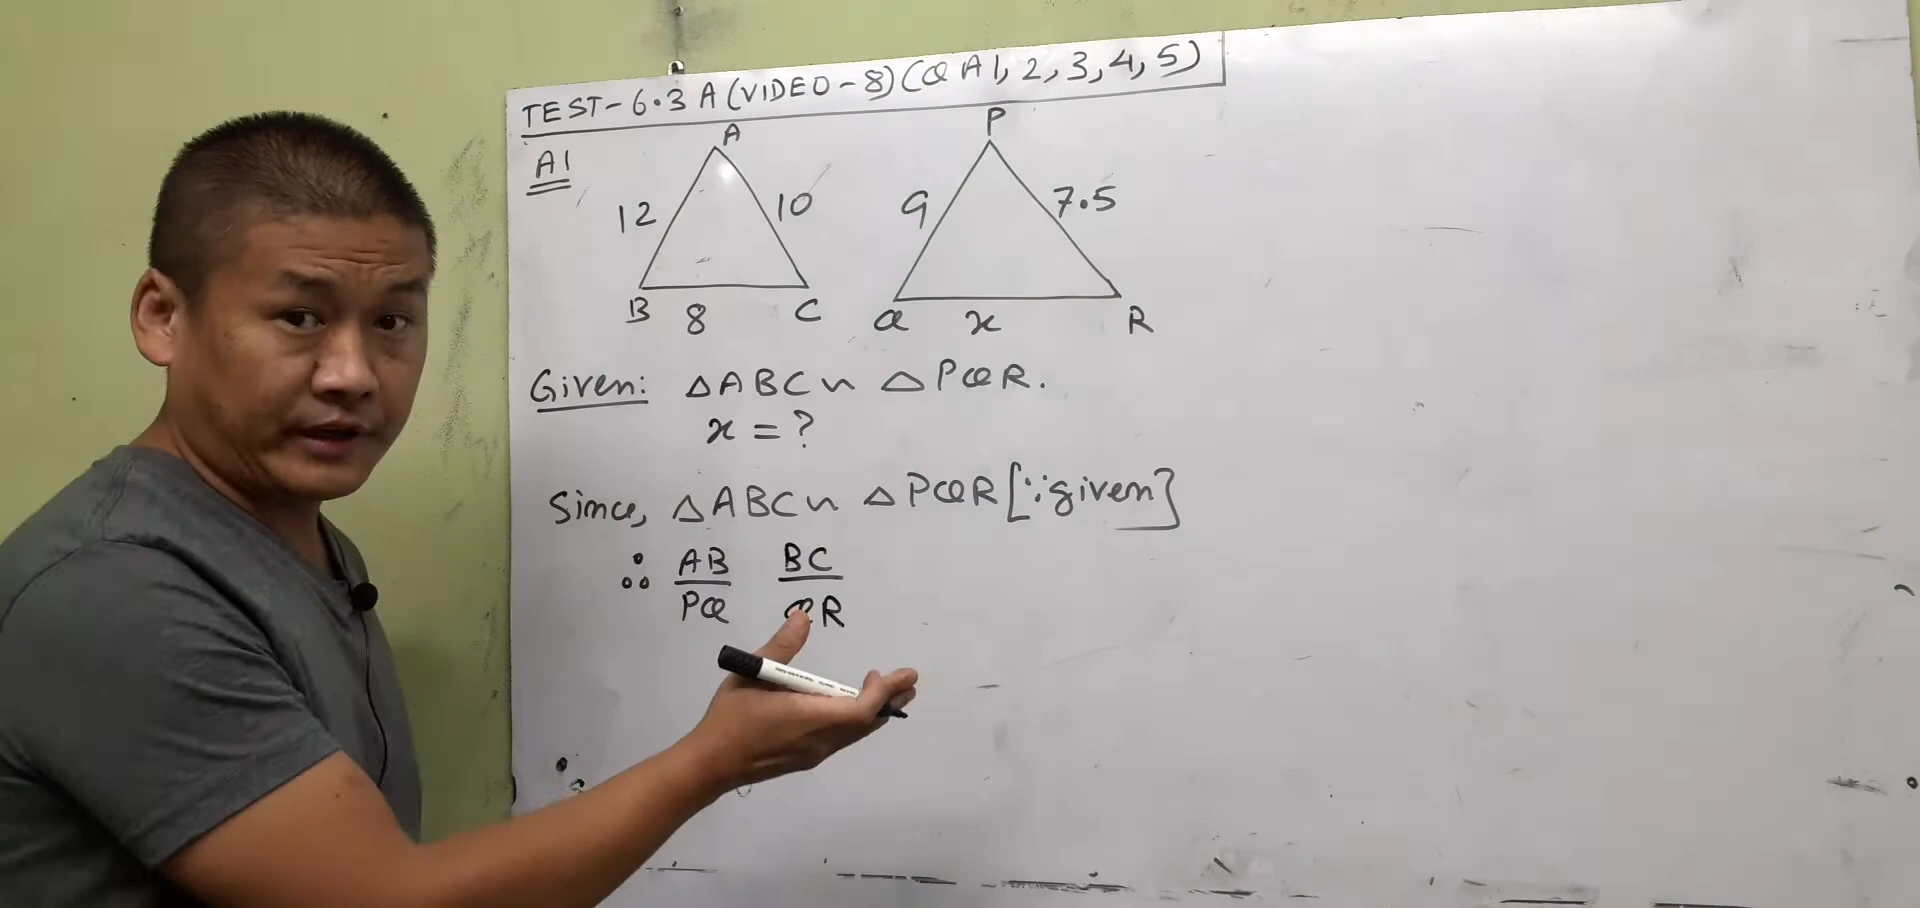 TEST-6.3 A (VIDEO-8) (Q A1, 2, 3, 4, 5)
A1
A
P
12
10
9
7.5
B
8
C
Q
x
R
Given: △ABC ~ △PQR.
x = ?
Since, △ABC ~ △PQR [∵given]
∴ AB/PQ BC/QR